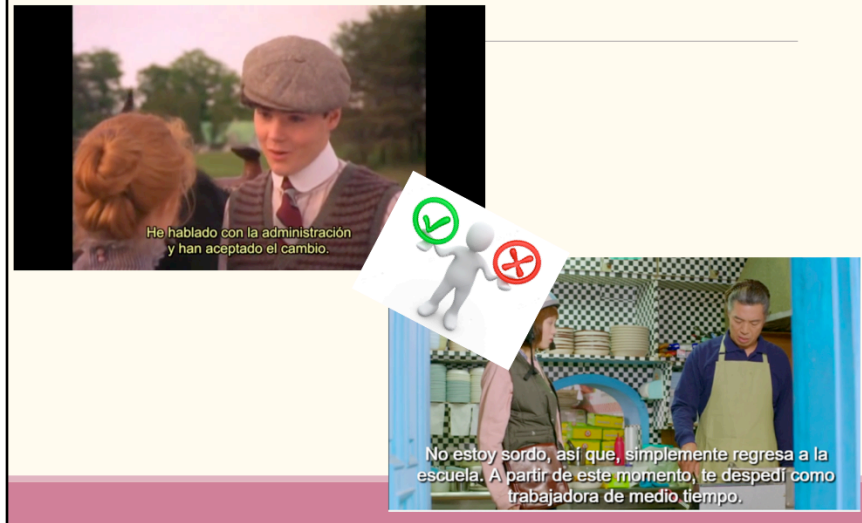 He hablado con la administración
y han aceptado el cambio.
No estoy sordo, así que, simplemente regresa a la
escuela. A partir de este momento, te despedí como
trabajadora de medio tiempo.